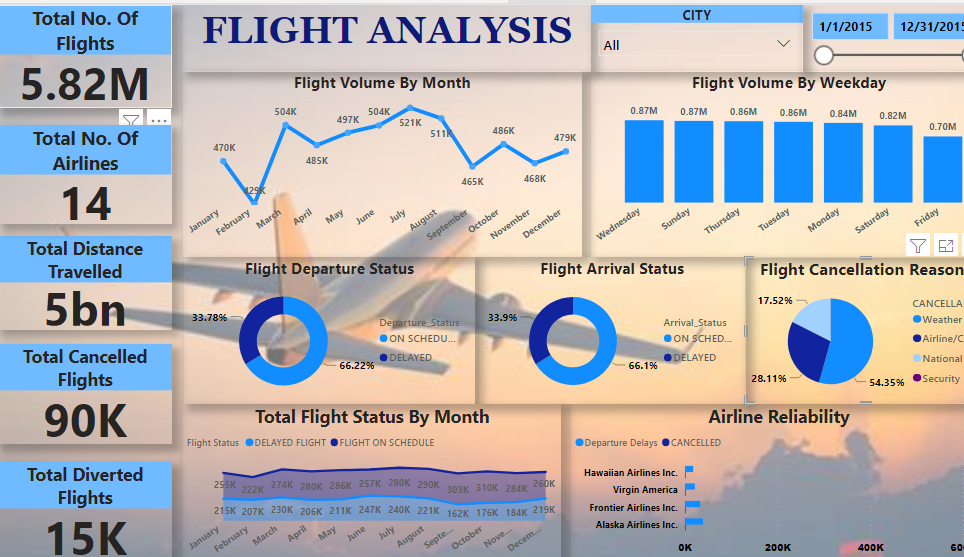 Total No. Of
Flights
5.82M
Total No. Of
Airlines
14
Total Distance
Travelled
5bn
Total Cancelled
Flights
90K
Total Diverted
Flights
15K
FLIGHT ANALYSIS
CITY
All
1/1/2015
12/31/2015
Flight Volume By Month
470K
429K
504K
485K
497K
504K
521K
511K
465K
486K
468K
479K
January
February
March
April
May
June
July
August
September
October
November
December
Flight Volume By Weekday
0.87M
0.87M
0.86M
0.86M
0.84M
0.82M
0.70M
Wednesday
Sunday
Thursday
Tuesday
Monday
Saturday
Friday
Flight Departure Status
33.78%
66.22%
Departure_Status
ON SCHEDU...
DELAYED
Flight Arrival Status
33.9%
66.1%
Arrival_Status
ON SCHED...
DELAYED
Flight Cancellation Reason
17.52%
28.11%
54.35%
CANCELLA
Weather
Airline/C
National
Security
Total Flight Status By Month
Flight Status DELAYED FLIGHT FLIGHT ON SCHEDULE
255K 222K 274K 280K 286K 257K 280K 290K 303K 310K 284K 260K
215K 207K 230K 206K 211K 247K 240K 221K 162K 176K 184K 219K
January
February
March
April
May
June
July
August
Septe...
October
Nove...
Decem...
Airline Reliability
Departure Delays CANCELLED
Hawaiian Airlines Inc.
Virgin America
Frontier Airlines Inc.
Alaska Airlines Inc.
0K 200K 400K